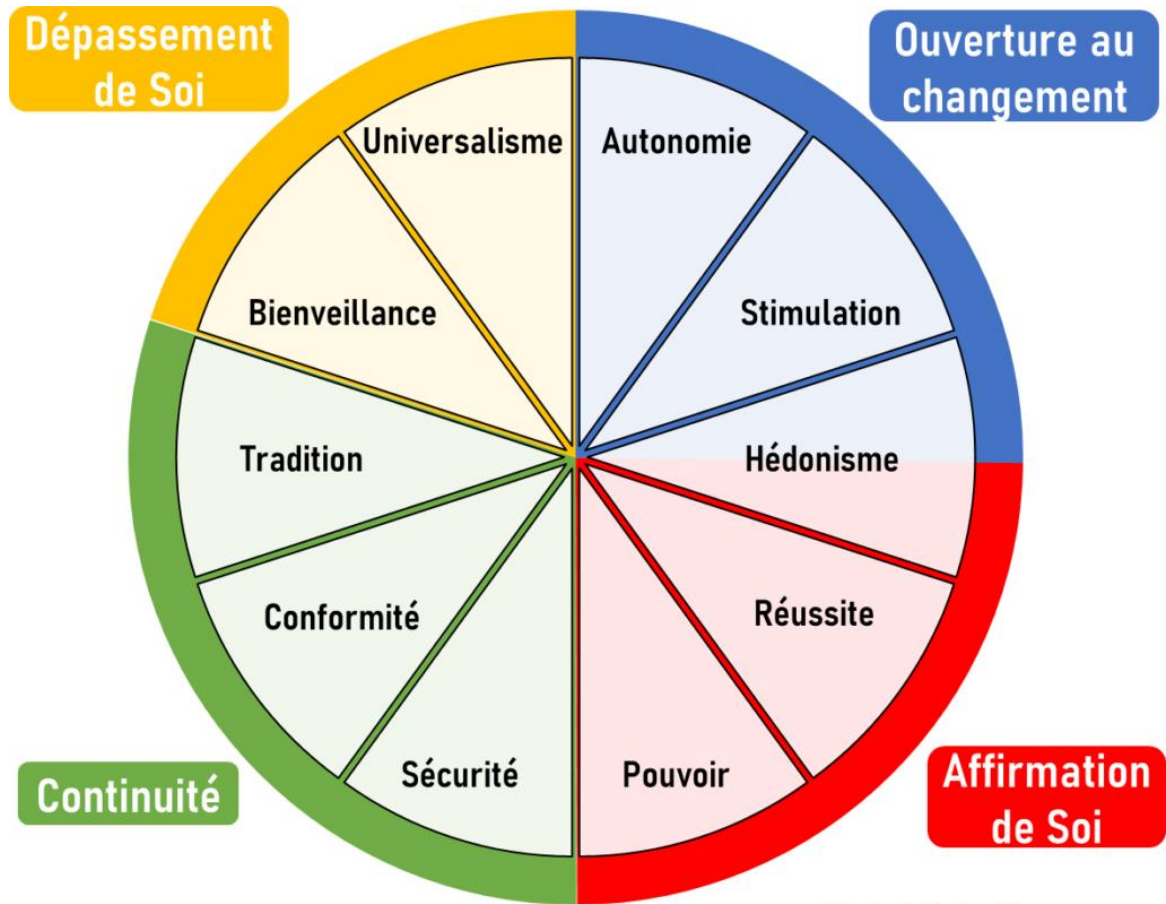 Dépassement
de Soi
Ouverture au
changement
Universalisme
Autonomie
Bienveillance
Stimulation
Tradition
Hédonisme
Conformité
Réussite
Sécurité
Pouvoir
Continuité
Affirmation
de Soi